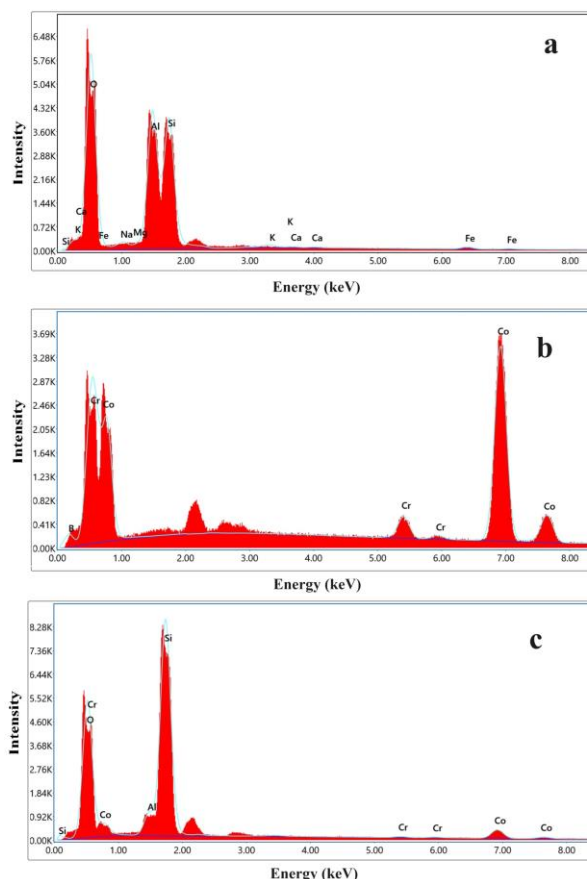 a
6.48K
5.76K
5.04K
4.32K
3.60K
2.88K
2.16K
1.44K
0.72K
0.00K
Intensity
O
Al
Si
Ca
K
Si
Fe
Na
Mg
K
K
Ca
Ca
Fe
Fe
0.00 1.00 2.00 3.00 4.00 5.00 6.00 7.00 8.00
Energy (keV)
b
3.69K
3.28K
2.87K
2.46K
2.05K
1.64K
1.23K
0.82K
0.41K
0.00K
Intensity
B
Cr
Co
Cr
Cr
Co
Co
0.00 1.00 2.00 3.00 4.00 5.00 6.00 7.00 8.00
Energy (keV)
c
8.28K
7.36K
6.44K
5.52K
4.60K
3.68K
2.76K
1.84K
0.92K
0.00K
Intensity
Si
Cr
O
Co
Al
Si
Cr
Cr
Co
Co
0.00 1.00 2.00 3.00 4.00 5.00 6.00 7.00 8.00
Energy (keV)